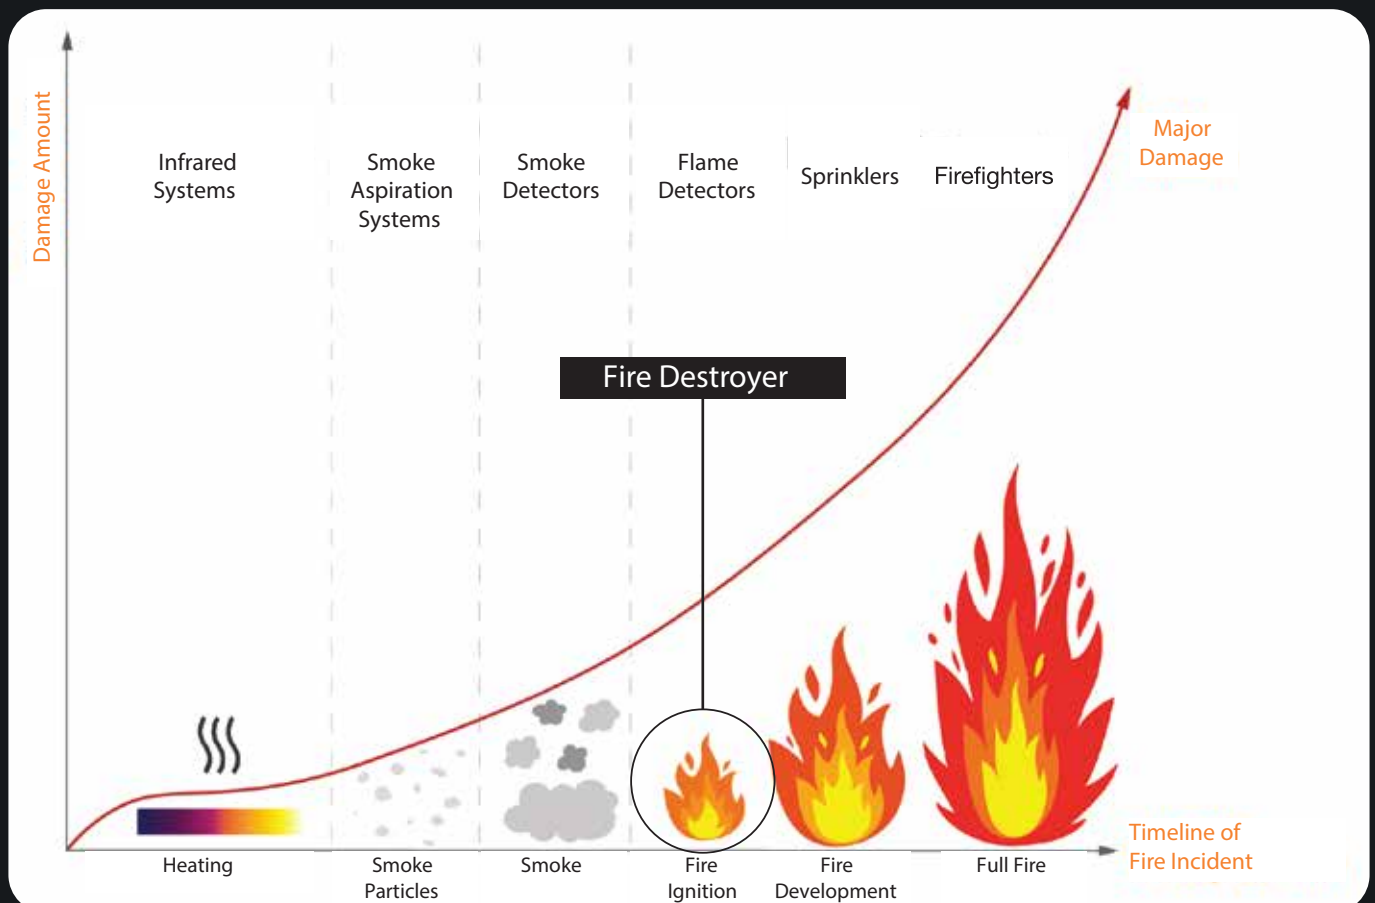 Damage Amount
Infrared
Systems
Smoke
Aspiration
Systems
Smoke
Detectors
Flame
Detectors
Sprinklers
Firefighters
Major
Damage
Fire Destroyer
Heating
Smoke
Particles
Smoke
Fire
Ignition
Fire
Development
Full Fire
Timeline of
Fire Incident